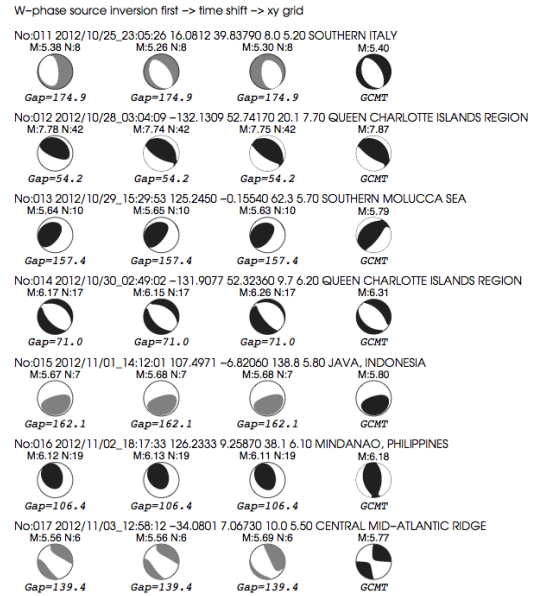 W-phase source inversion first -> time shift -> xy grid
No:011 2012/10/25_23:05:26 16.0812 39.83790 8.0 5.20 SOUTHERN ITALY
M:5.38 N:8 M:5.26 N:8 M:5.30 N:8 M:5.40
Gap=174.9 Gap=174.9 Gap=174.9 GCMT
No:012 2012/10/28_03:04:09 -132.1309 52.74170 20.1 7.70 QUEEN CHARLOTTE ISLANDS REGION
M:7.78 N:42 M:7.74 N:42 M:7.75 N:42 M:7.87
Gap=54.2 Gap=54.2 Gap=54.2 GCMT
No:013 2012/10/29_15:29:53 125.2450 -0.15540 62.3 5.70 SOUTHERN MOLUCCA SEA
M:5.64 N:10 M:5.65 N:10 M:5.63 N:10 M:5.79
Gap=157.4 Gap=157.4 Gap=157.4 GCMT
No:014 2012/10/30_02:49:02 -131.9077 52.32360 9.7 6.20 QUEEN CHARLOTTE ISLANDS REGION
M:6.17 N:17 M:6.15 N:17 M:6.26 N:17 M:6.31
Gap=71.0 Gap=71.0 Gap=71.0 GCMT
No:015 2012/11/01_14:12:01 107.4971 -6.82060 138.8 5.80 JAVA, INDONESIA
M:5.67 N:7 M:5.68 N:7 M:5.68 N:7 M:5.80
Gap=162.1 Gap=162.1 Gap=162.1 GCMT
No:016 2012/11/02_18:17:33 126.2333 9.25870 38.1 6.10 MINDANAO, PHILIPPINES
M:6.12 N:19 M:6.13 N:19 M:6.11 N:19 M:6.18
Gap=106.4 Gap=106.4 Gap=106.4 GCMT
No:017 2012/11/03_12:58:12 -34.0801 7.06730 10.0 5.50 CENTRAL MID-ATLANTIC RIDGE
M:5.56 N:6 M:5.56 N:6 M:5.69 N:6 M:5.77
Gap=139.4 Gap=139.4 Gap=139.4 GCMT